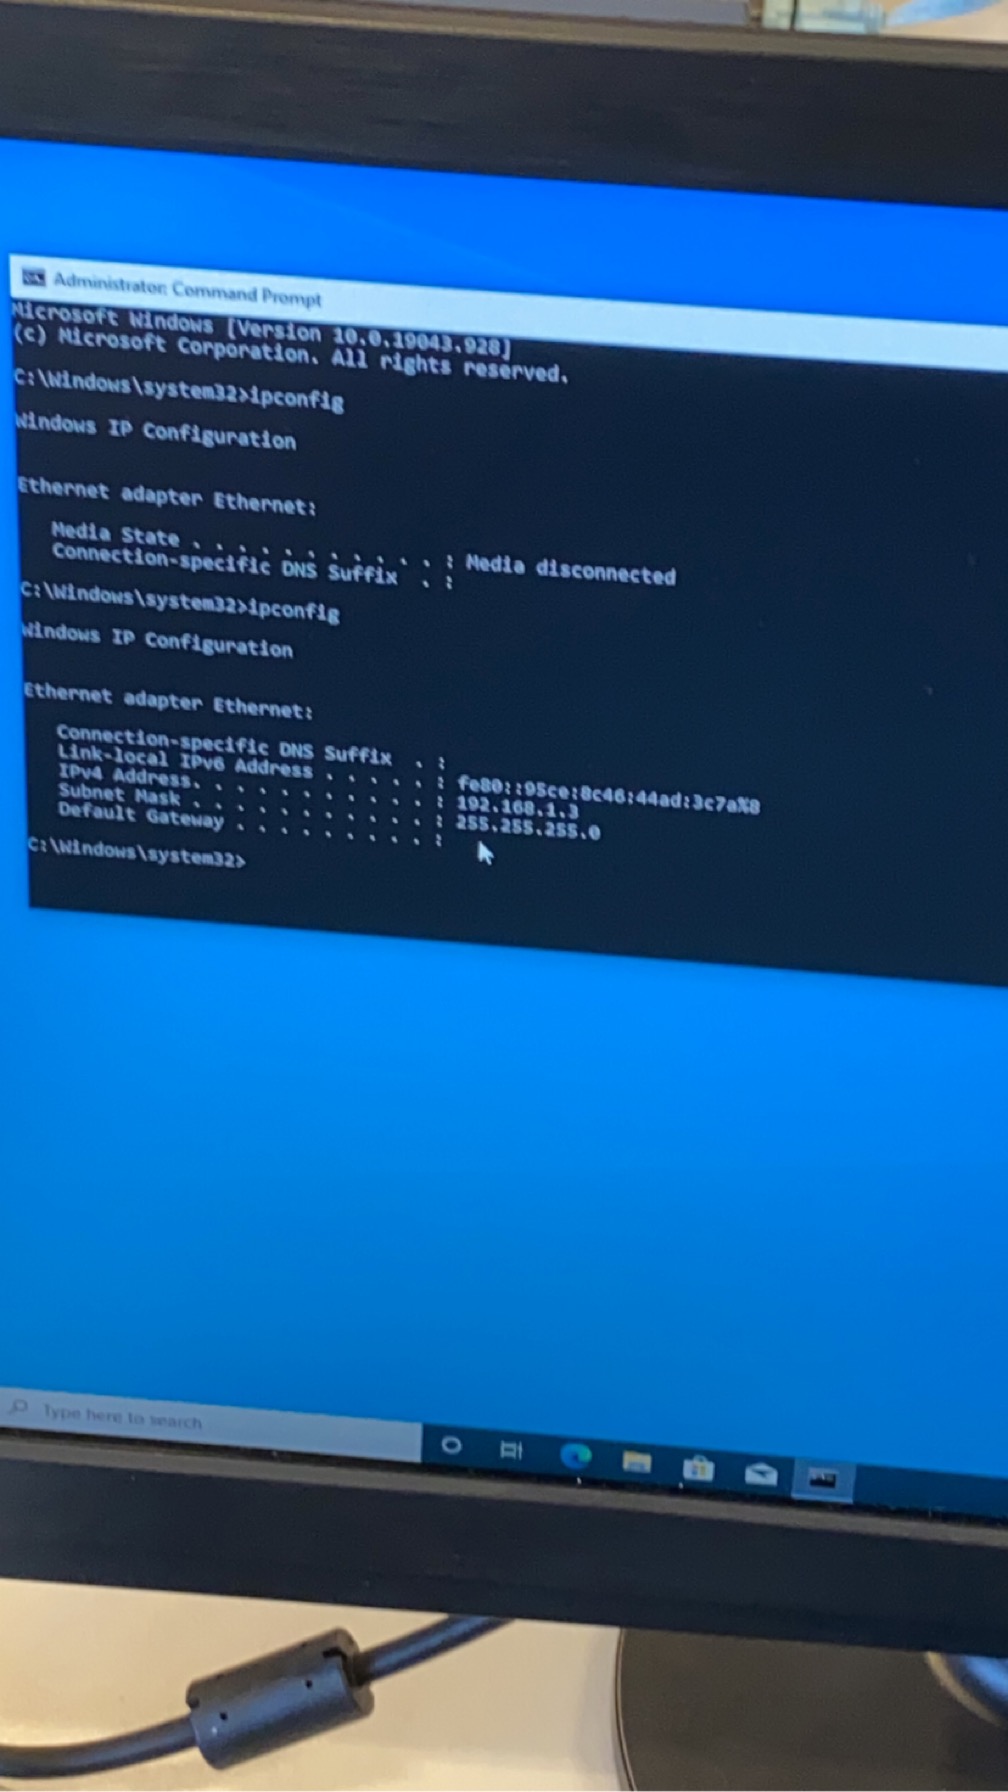 Administrator: Command Prompt
Microsoft Windows [Version 10.0.19043.928]
(c) Microsoft Corporation. All rights reserved.
C:\Windows\system32>ipconfig
Windows IP Configuration
Ethernet adapter Ethernet:
Media State . . . . . . . . . . . : Media disconnected
Connection-specific DNS Suffix . :
C:\Windows\system32>ipconfig
Windows IP Configuration
Ethernet adapter Ethernet:
Connection-specific DNS Suffix . :
Link-local IPv6 Address . . . . . : fe80::95ce:8c46:44ad:3c7a%8
IPv4 Address. . . . . . . . . . . : 192.168.1.3
Subnet Mask . . . . . . . . . . . : 255.255.255.0
Default Gateway . . . . . . . . . :
C:\Windows\system32>
Type here to search